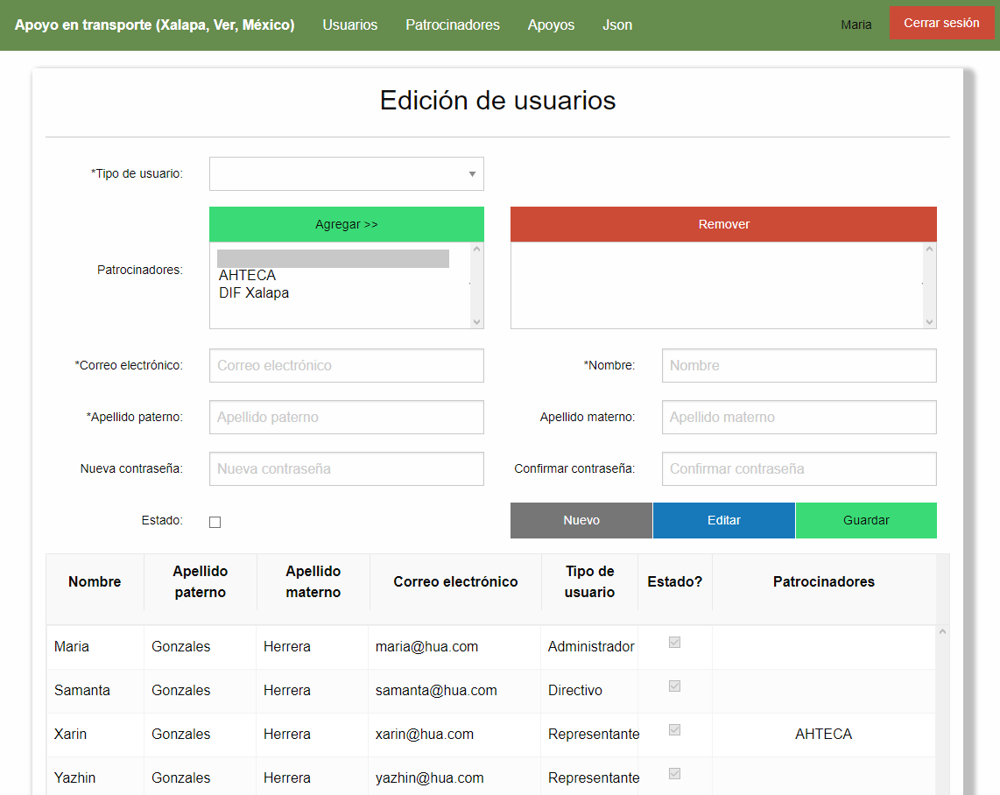 Apoyo en transporte (Xalapa, Ver, México) Usuarios Patrocinadores Apoyos Json Maria Cerrar sesión
Edición de usuarios
*Tipo de usuario:
Agregar >> Remover
Patrocinadores:
AHTECA
DIF Xalapa
*Correo electrónico: Correo electrónico *Nombre: Nombre
*Apellido paterno: Apellido paterno Apellido materno: Apellido materno
Nueva contraseña: Nueva contraseña Confirmar contraseña: Confirmar contraseña
Estado: Nuevo Editar Guardar
Nombre Apellido paterno Apellido materno Correo electrónico Tipo de usuario Estado? Patrocinadores
Maria Gonzales Herrera maria@hua.com Administrador
Samanta Gonzales Herrera samanta@hua.com Directivo
Xarin Gonzales Herrera xarin@hua.com Representante AHTECA
Yazhin Gonzales Herrera yazhin@hua.com Representante